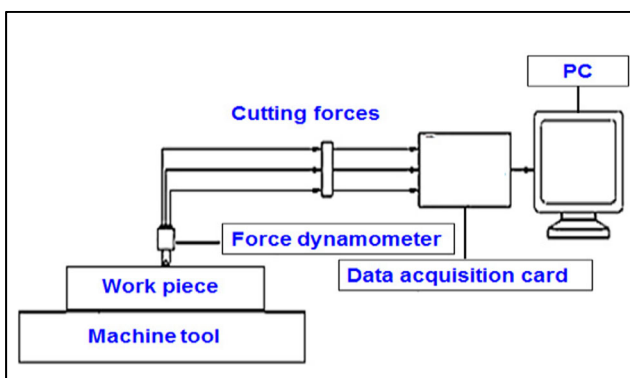 PC
Cutting forces
Force dynamometer
Data acquisition card
Work piece
Machine tool